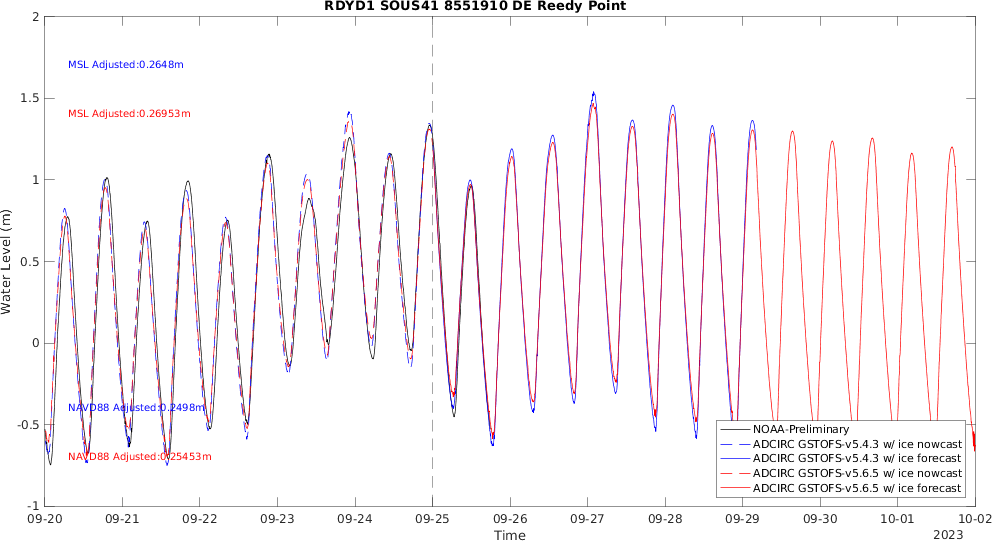 RDYD1 SOUS41 8551910 DE Reedy Point
2
1.5
1
0.5
0
-0.5
-1
Water Level (m)
MSL Adjusted:0.2648m
MSL Adjusted:0.26953m
NAVD88 Adjusted:0.2498m
NAVD88 Adjusted:0.25453m
NOAA-Preliminary
ADCIRC GSTOFS-v5.4.3 w/ ice nowcast
ADCIRC GSTOFS-v5.4.3 w/ ice forecast
ADCIRC GSTOFS-v5.6.5 w/ ice nowcast
ADCIRC GSTOFS-v5.6.5 w/ ice forecast
09-20 09-21 09-22 09-23 09-24 09-25 09-26 09-27 09-28 09-29 09-30 10-01 10-02
Time
2023